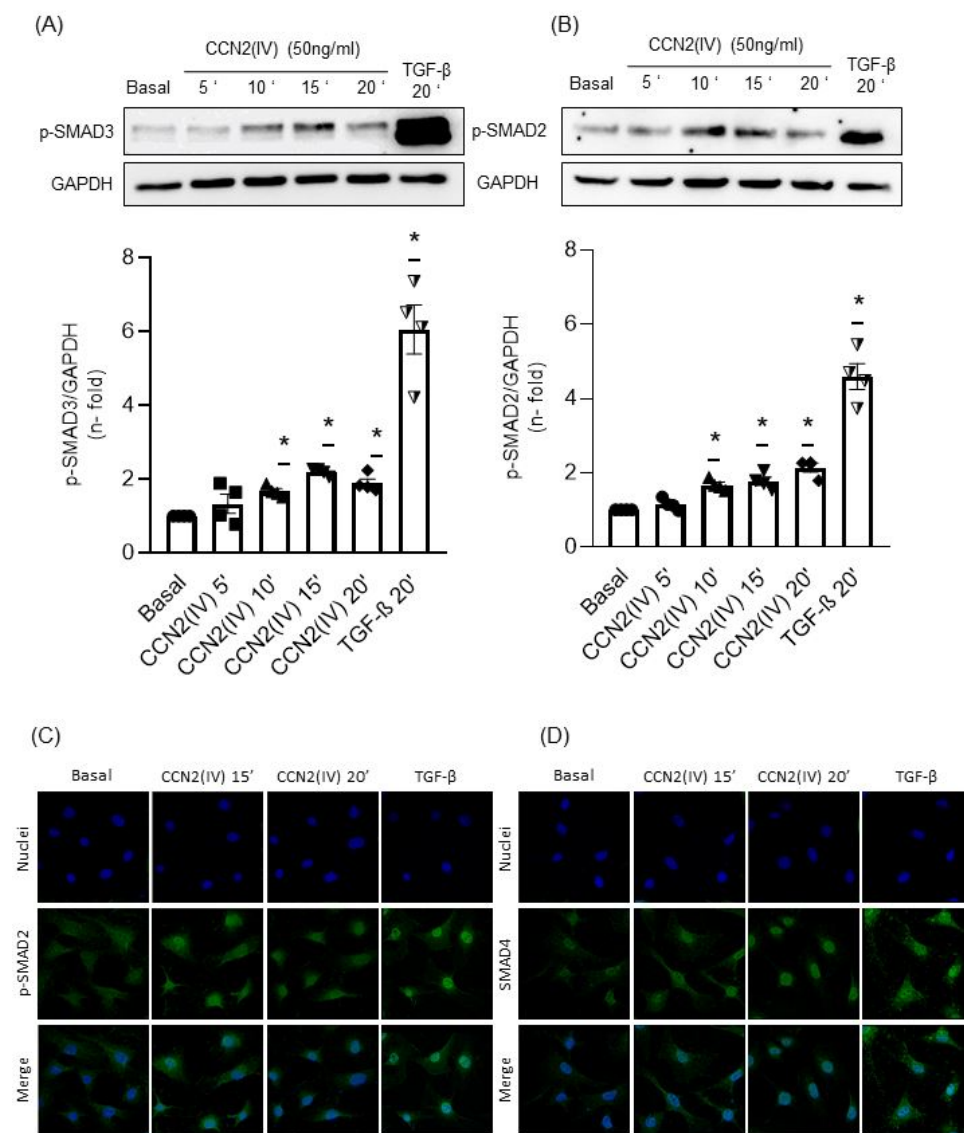 (A)
CCN2(IV) (50ng/ml)
Basal 5 ‘ 10 ‘ 15 ‘ 20 ‘ TGF-β 20 ‘
p-SMAD3
GAPDH
8
6
4
2
0
p-SMAD3/GAPDH
(n- fold)
* * * *
Basal
CCN2(IV) 5'
CCN2(IV) 10'
CCN2(IV) 15'
CCN2(IV) 20'
TGF-ß 20'
(B)
CCN2(IV) (50ng/ml)
Basal 5 ‘ 10 ‘ 15 ‘ 20 ‘ TGF-β 20 ‘
p-SMAD2
GAPDH
8
6
4
2
0
p-SMAD2/GAPDH
(n- fold)
* * * *
Basal
CCN2(IV) 5'
CCN2(IV) 10'
CCN2(IV) 15'
CCN2(IV) 20'
TGF-ß 20'
(C)
Basal CCN2(IV) 15’ CCN2(IV) 20’ TGF-β
Nuclei
p-SMAD2
Merge
(D)
Basal CCN2(IV) 15’ CCN2(IV) 20’ TGF-β
Nuclei
SMAD4
Merge